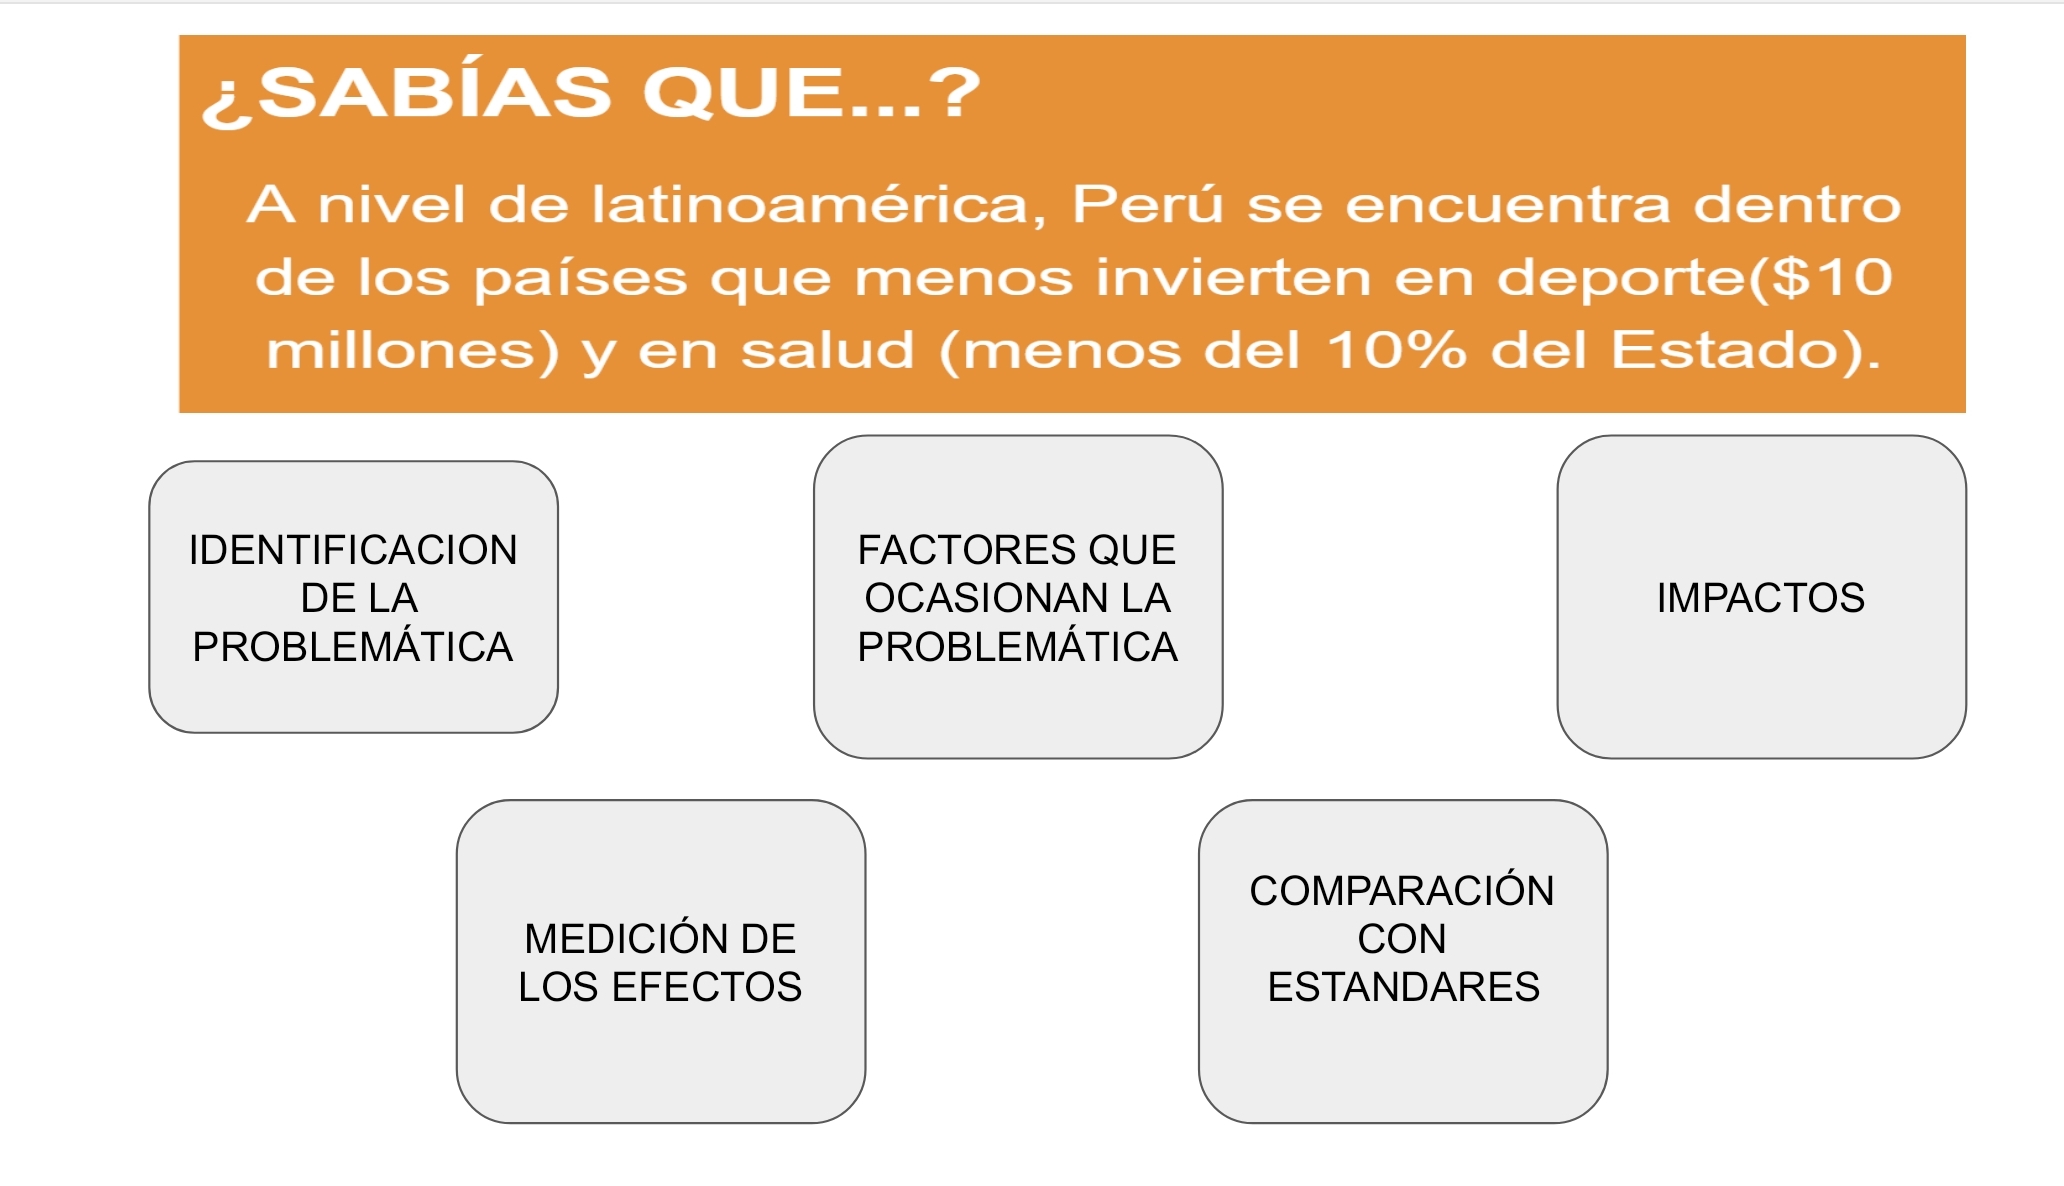 ¿SABÍAS QUE...?
A nivel de latinoamérica, Perú se encuentra dentro
de los países que menos invierten en deporte($10
millones) y en salud (menos del 10% del Estado).
IDENTIFICACION
DE LA
PROBLEMÁTICA
FACTORES QUE
OCASIONAN LA
PROBLEMÁTICA
IMPACTOS
MEDICIÓN DE
LOS EFECTOS
COMPARACIÓN
CON
ESTANDARES